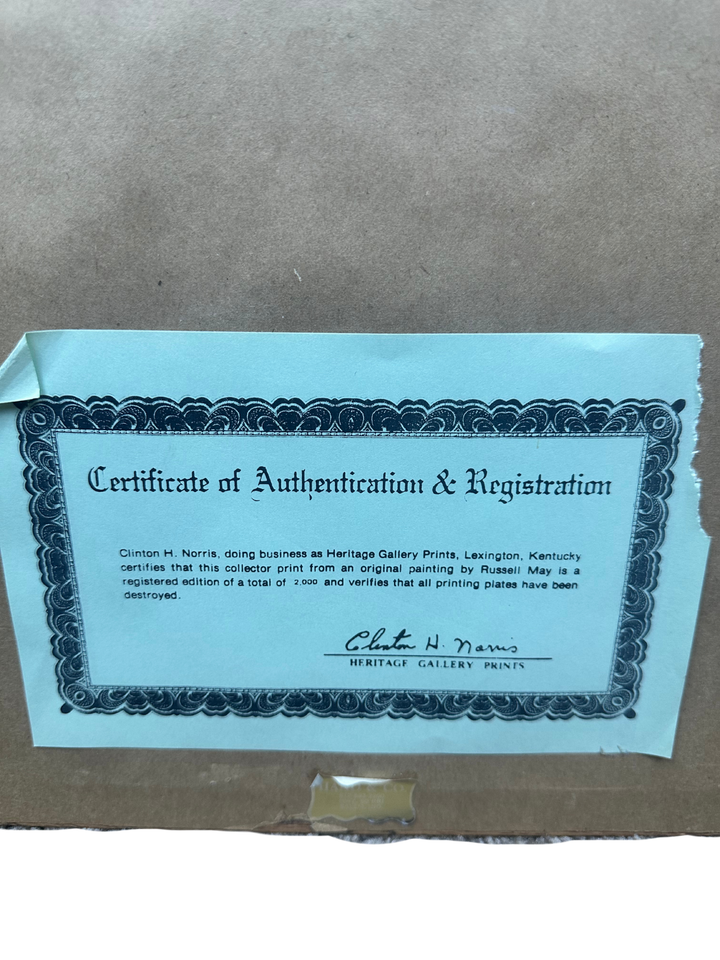 Certificate of Authentication & Registration
Clinton H. Norris, doing business as Heritage Gallery Prints, Lexington, Kentucky
certifies that this collector print from an original painting by Russell May is a
registered edition of a total of 2,000 and verifies that all printing plates have been
destroyed.
Clinton H. Norris
HERITAGE GALLERY PRINTS